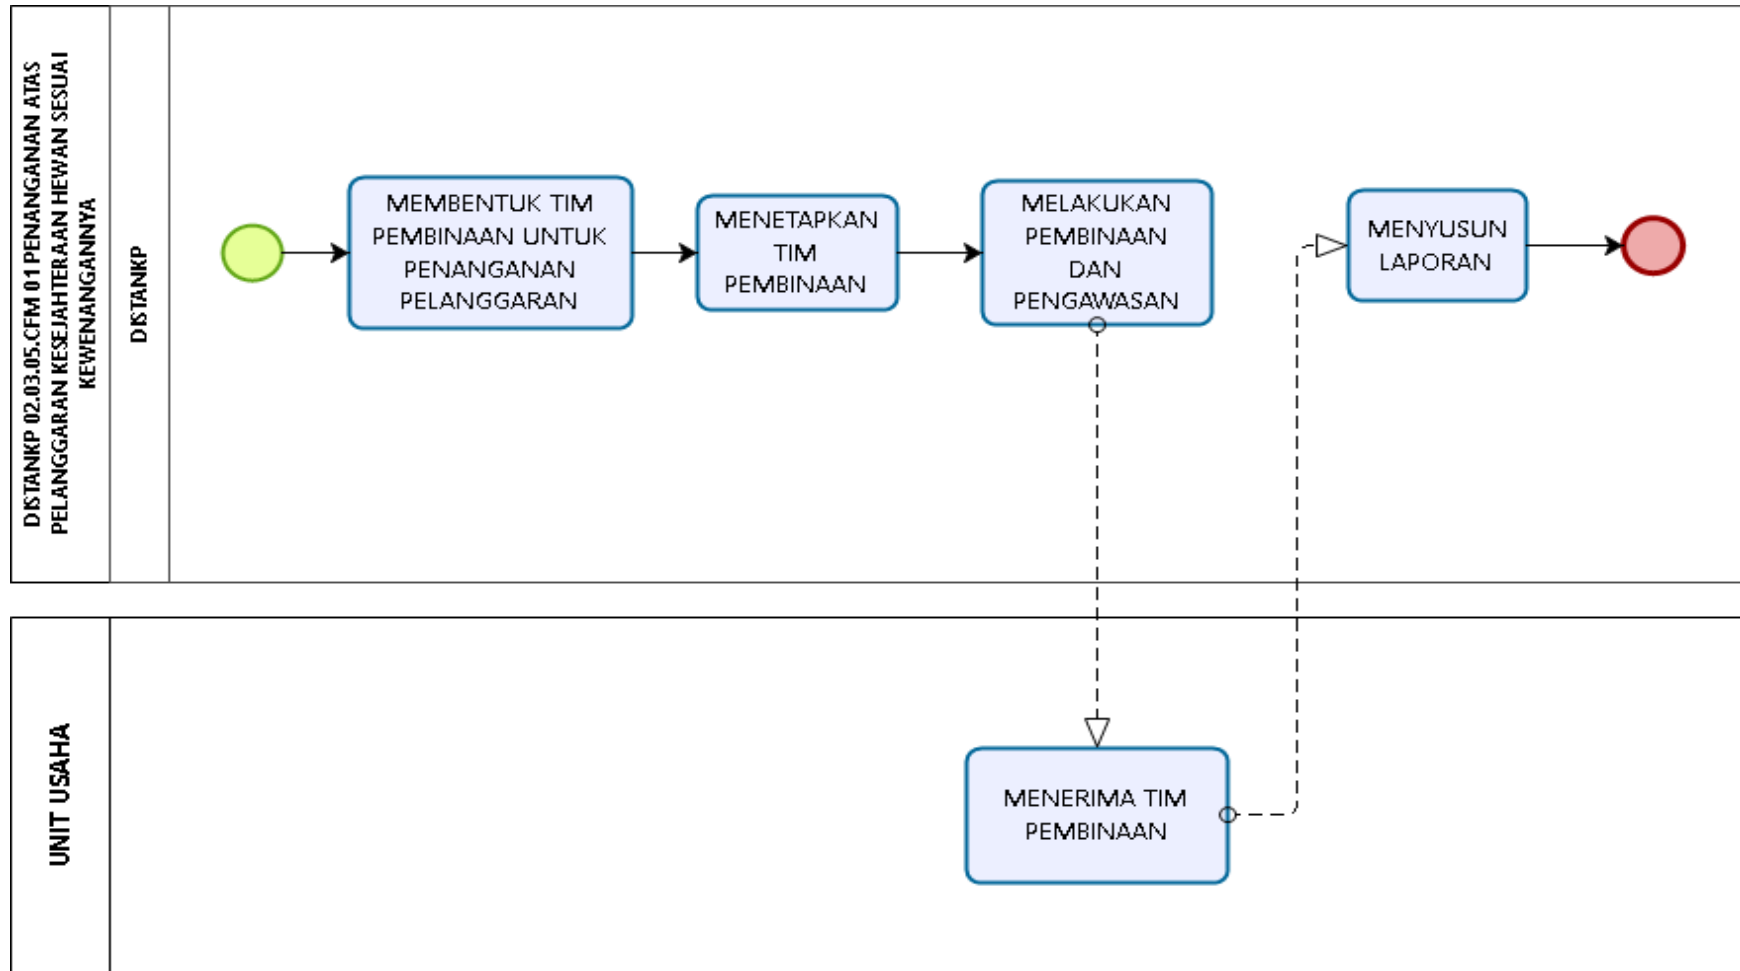 DISTANKP 02.03.05.CFM 01 PENANGANAN ATAS
PELANGGARAN KESEJAHTERAAN HEWAN SESUAI
KEWENANGANNYA
DISTANKP
MEMBENTUK TIM
PEMBINAAN UNTUK
PENANGANAN
PELANGGARAN
MENETAPKAN
TIM
PEMBINAAN
MELAKUKAN
PEMBINAAN
DAN
PENGAWASAN
MENYUSUN
LAPORAN
UNIT USAHA
MENERIMA TIM
PEMBINAAN